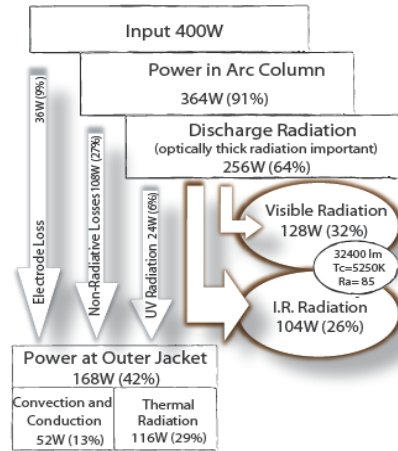 Input 400W
Power in Arc Column
364W (91%)
Discharge Radiation
(optically thick radiation important)
256W (64%)
Electrode Loss
36W (9%)
Non-Radiative Losses 108W (27%)
UV Radiation 24W (6%)
Visible Radiation
128W (32%)
32400 lm
Tc=5250K
Ra= 85
I.R. Radiation
104W (26%)
Power at Outer Jacket
168W (42%)
Convection and
Conduction
52W (13%)
Thermal
Radiation
116W (29%)